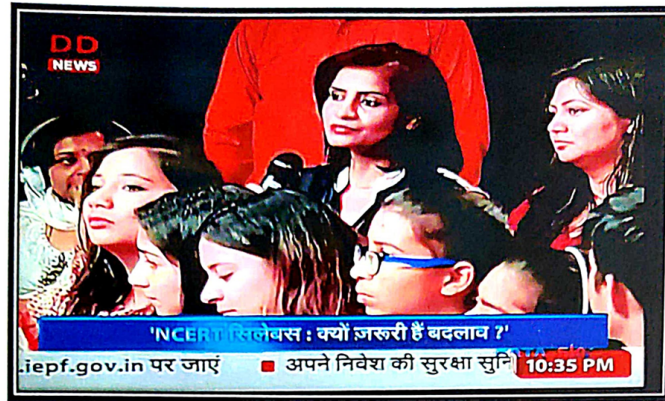 DD
NEWS
'NCERT सिलेबस : क्यों ज़रूरी हैं बदलाव ?'
.iepf.gov.in पर जाएं ■ अपने निवेश की सुरक्षा सुनि
10:35 PM